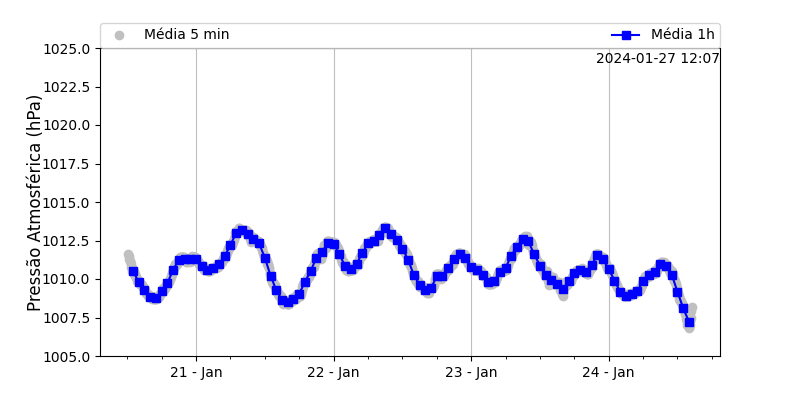 Média 5 min
Média 1h
2024-01-27 12:07
Pressão Atmosférica (hPa)
1025.0
1022.5
1020.0
1017.5
1015.0
1012.5
1010.0
1007.5
1005.0
21 - Jan
22 - Jan
23 - Jan
24 - Jan